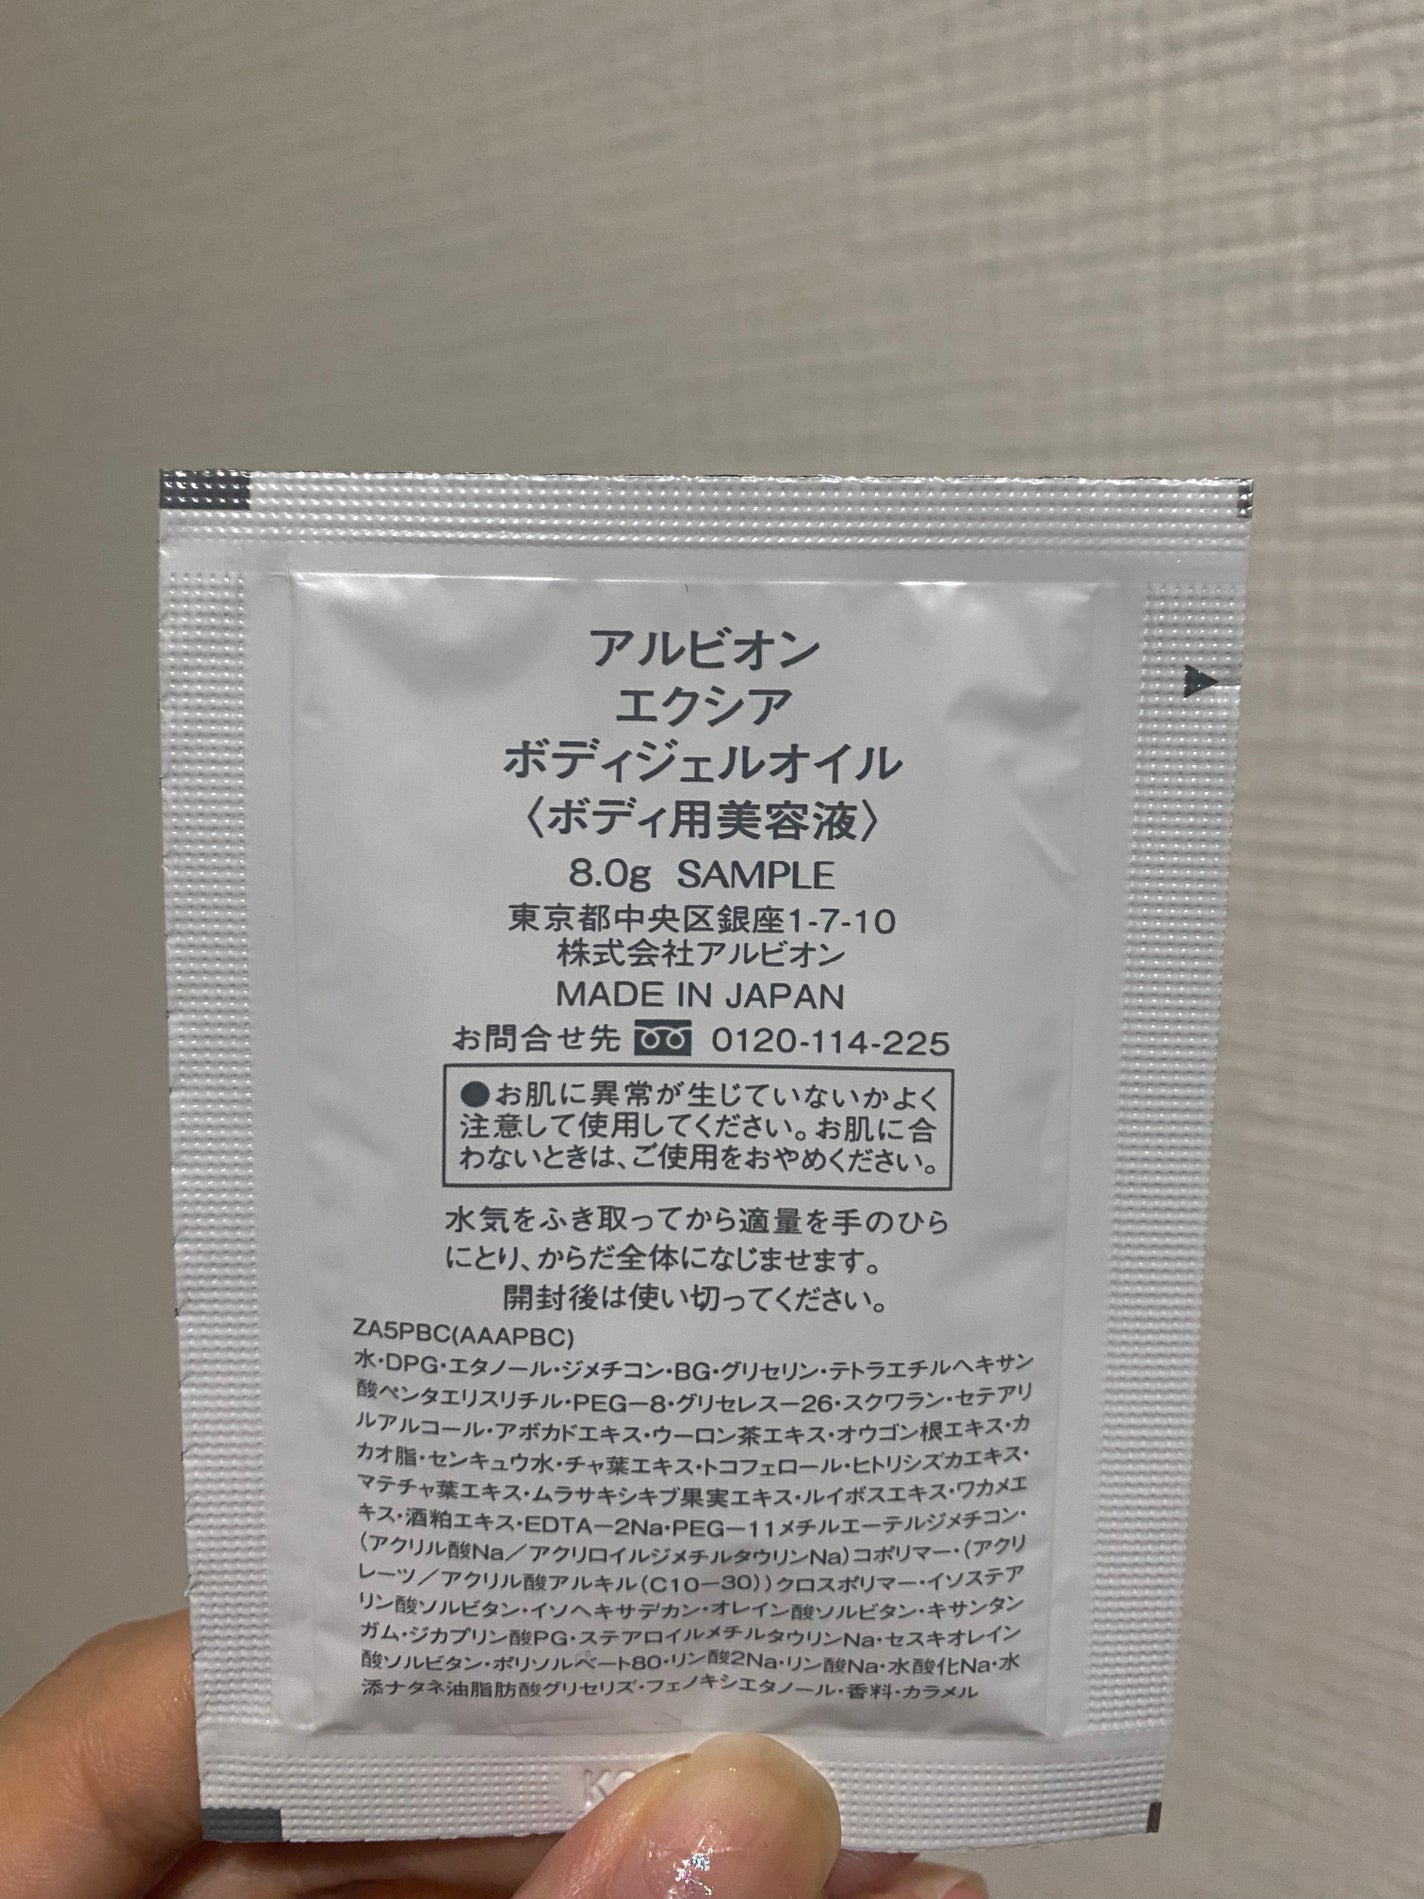 アルビオン
エクシア
ボディジェルオイル
〈ボディ用美容液〉
8.0g SAMPLE
東京都中央区銀座1-7-10
株式会社アルビオン
MADE IN JAPAN
お問合せ先 0120-114-225
●お肌に異常が生じていないかよく
注意して使用してください。お肌に合
わないときは、ご使用をおやめください。
水気をふき取ってから適量を手のひら
にとり、からだ全体になじませます。
開封後は使い切ってください。
ZA5PBC(AAAPBC)
水・DPG・エタノール・ジメチコン・BG・グリセリン・テトラエチルヘキサン
酸ペンタエリスリチル・PEG－8・グリセレス－26・スクワラン・セテアリ
ルアルコール・アボカドエキス・ウーロン茶エキス・オウゴン根エキス・カ
カオ脂・センキュウ水・チャ葉エキス・トコフェロール・ヒトリシズカエキス・
マテチャ葉エキス・ムラサキシキブ果実エキス・ルイボスエキス・ワカメエ
キス・酒粕エキス・EDTA－2Na・PEG－11メチルエーテルジメチコン・
(アクリル酸Na／アクリロイルジメチルタウリンNa)コポリマー・(アクリ
レーツ／アクリル酸アルキル(C10－30))クロスポリマー・イソステア
リン酸ソルビタン・イソヘキサデカン・オレイン酸ソルビタン・キサンタン
ガム・ジカプリン酸PG・ステアロイルメチルタウリンNa・セスキオレイン
酸ソルビタン・ポリソルベート80・リン酸2Na・リン酸Na・水酸化Na・水
添ナタネ油脂肪酸グリセリズ・フェノキシエタノール・香料・カラメル